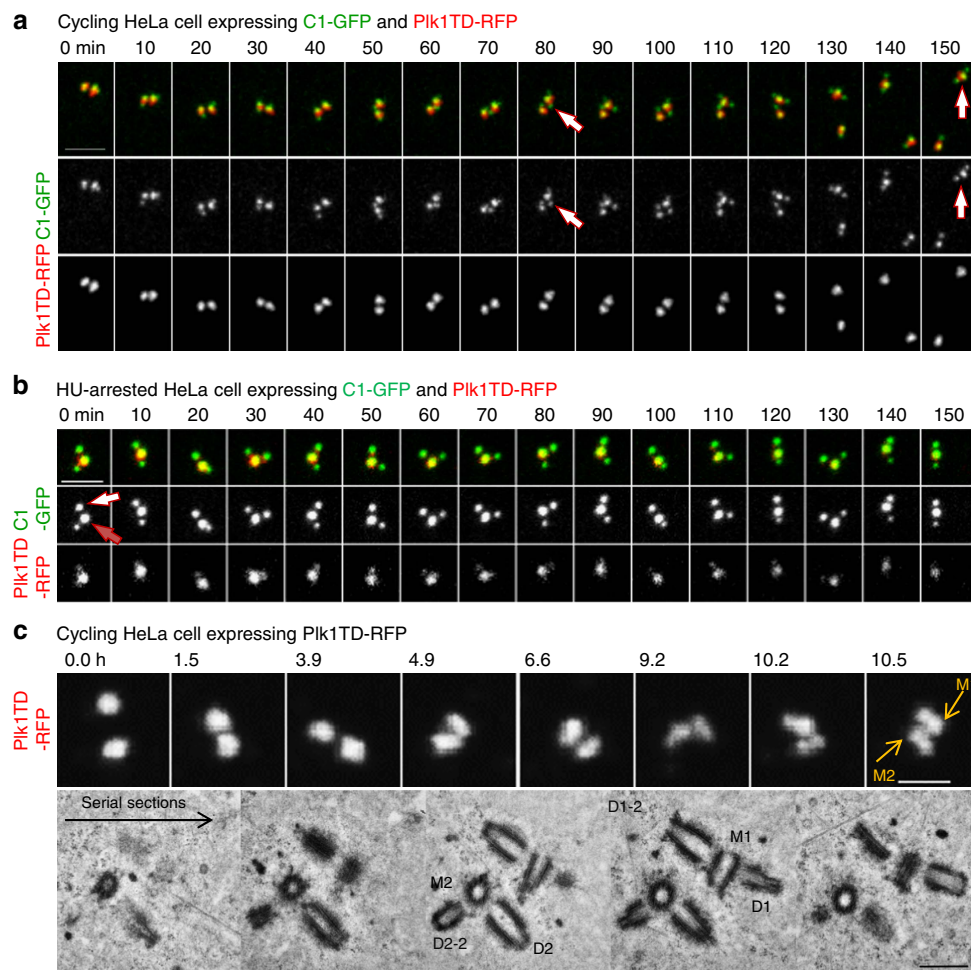 a
Cycling HeLa cell expressing C1-GFP and Plk1TD-RFP
0 min 10 20 30 40 50 60 70 80 90 100 110 120 130 140 150
Plk1TD-RFP C1-GFP
b
HU-arrested HeLa cell expressing C1-GFP and Plk1TD-RFP
0 min 10 20 30 40 50 60 70 80 90 100 110 120 130 140 150
Plk1TD C1
-RFP -GFP
c
Cycling HeLa cell expressing Plk1TD-RFP
0.0 h 1.5 3.9 4.9 6.6 9.2 10.2 10.5
Plk1TD
-RFP
M
M2
Serial sections
D1-2
M1
M2
D1
D2-2
D2